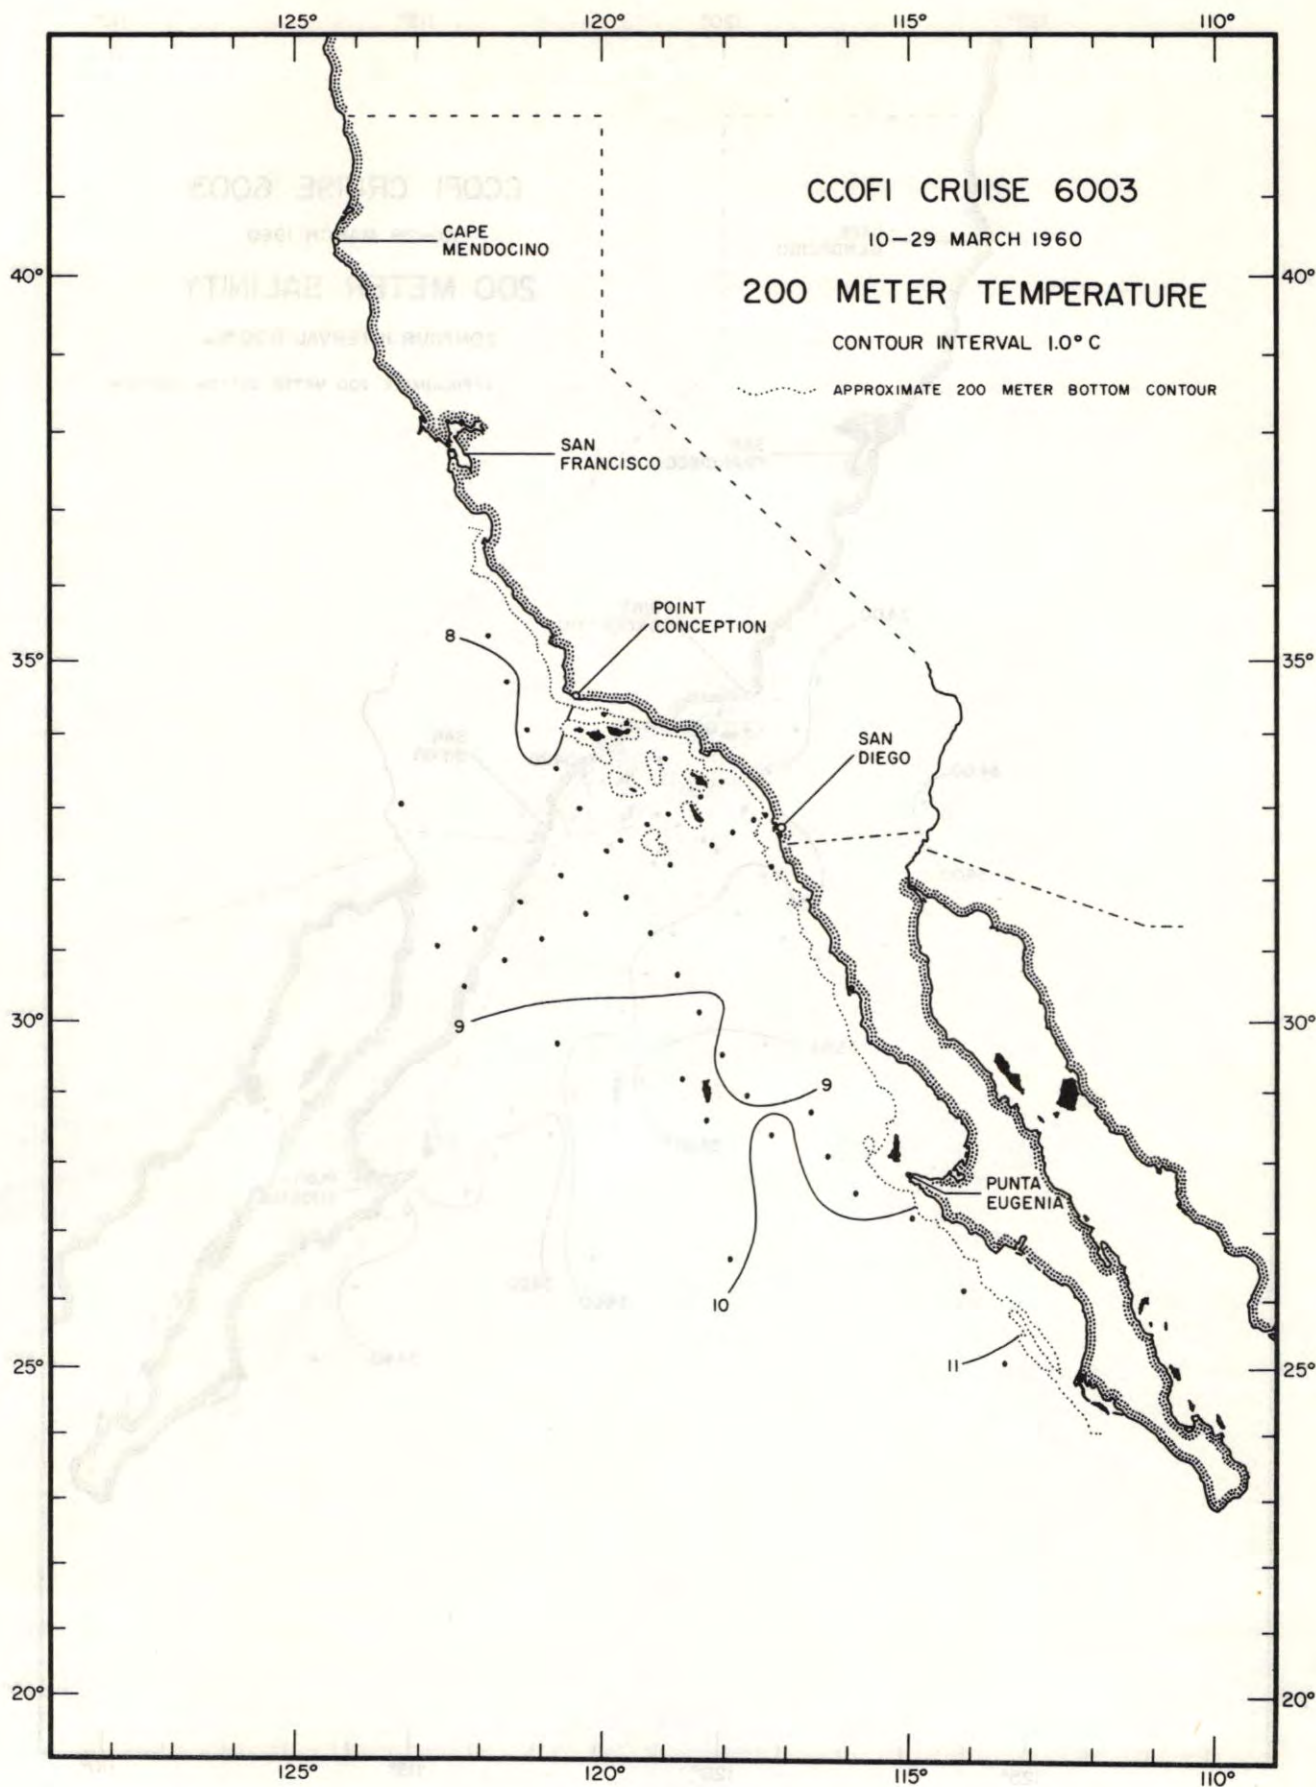 125° 120° 115° 110°
CCOFI CRUISE 6003
10–29 MARCH 1960
200 METER TEMPERATURE
CONTOUR INTERVAL 1.0° C
APPROXIMATE 200 METER BOTTOM CONTOUR
CAPE
MENDOCINO
40° 40°
SAN
FRANCISCO
POINT
CONCEPTION
8
35° 35°
SAN
DIEGO
30° 30°
9
9
PUNTA
EUGENIA
10
11
25° 25°
20° 20°
125° 120° 115° 110°